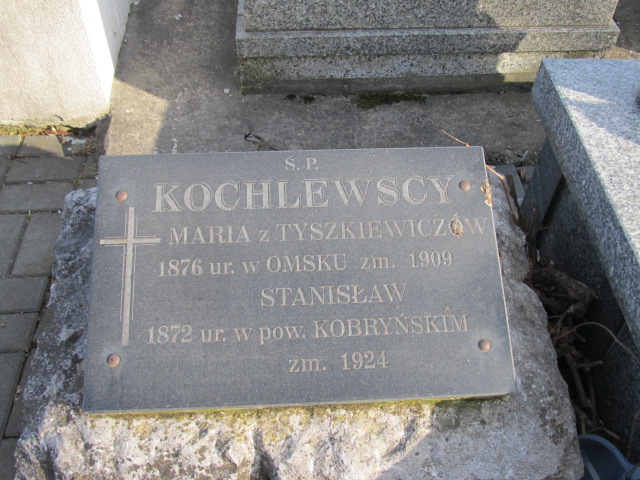 Ś. P.
KOCHLEWSCY
MARIA z TYSZKIEWICZÓW
1876 ur. w OMSKU zm. 1909
STANISŁAW
1872 ur. w pow. KOBRYŃSKIM
zm. 1924